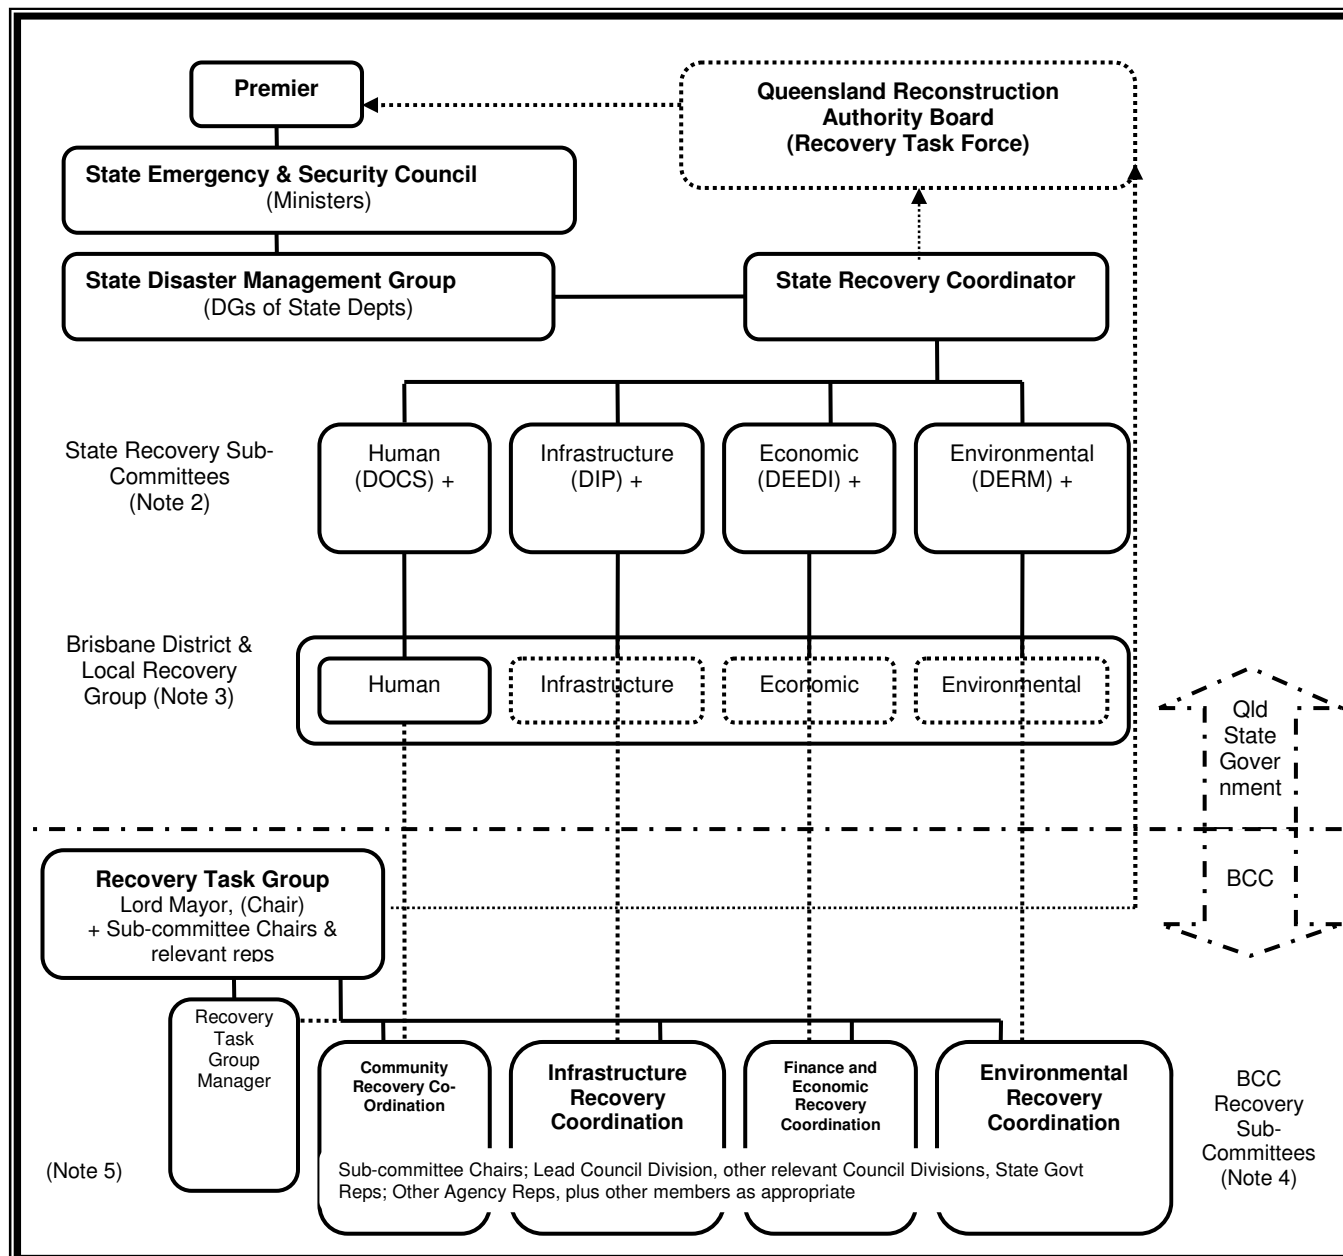 Premier
Queensland Reconstruction
Authority Board
(Recovery Task Force)
State Emergency & Security Council
(Ministers)
State Disaster Management Group
(DGs of State Depts)
State Recovery Coordinator
State Recovery Sub-
Committees
(Note 2)
Human
(DOCS) +
Infrastructure
(DIP) +
Economic
(DEEDI) +
Environmental
(DERM) +
Brisbane District &
Local Recovery
Group (Note 3)
Human
Infrastructure
Economic
Environmental
Qld
State
Gover
nment
BCC
Recovery Task Group
Lord Mayor, (Chair)
+ Sub-committee Chairs &
relevant reps
Recovery
Task
Group
Manager
Community
Recovery Co-
Ordination
Infrastructure
Recovery
Coordination
Finance and
Economic
Recovery
Coordination
Environmental
Recovery
Coordination
BCC
Recovery
Sub-
Committees
(Note 4)
(Note 5)
Sub-committee Chairs; Lead Council Division, other relevant Council Divisions, State Govt
Reps; Other Agency Reps, plus other members as appropriate